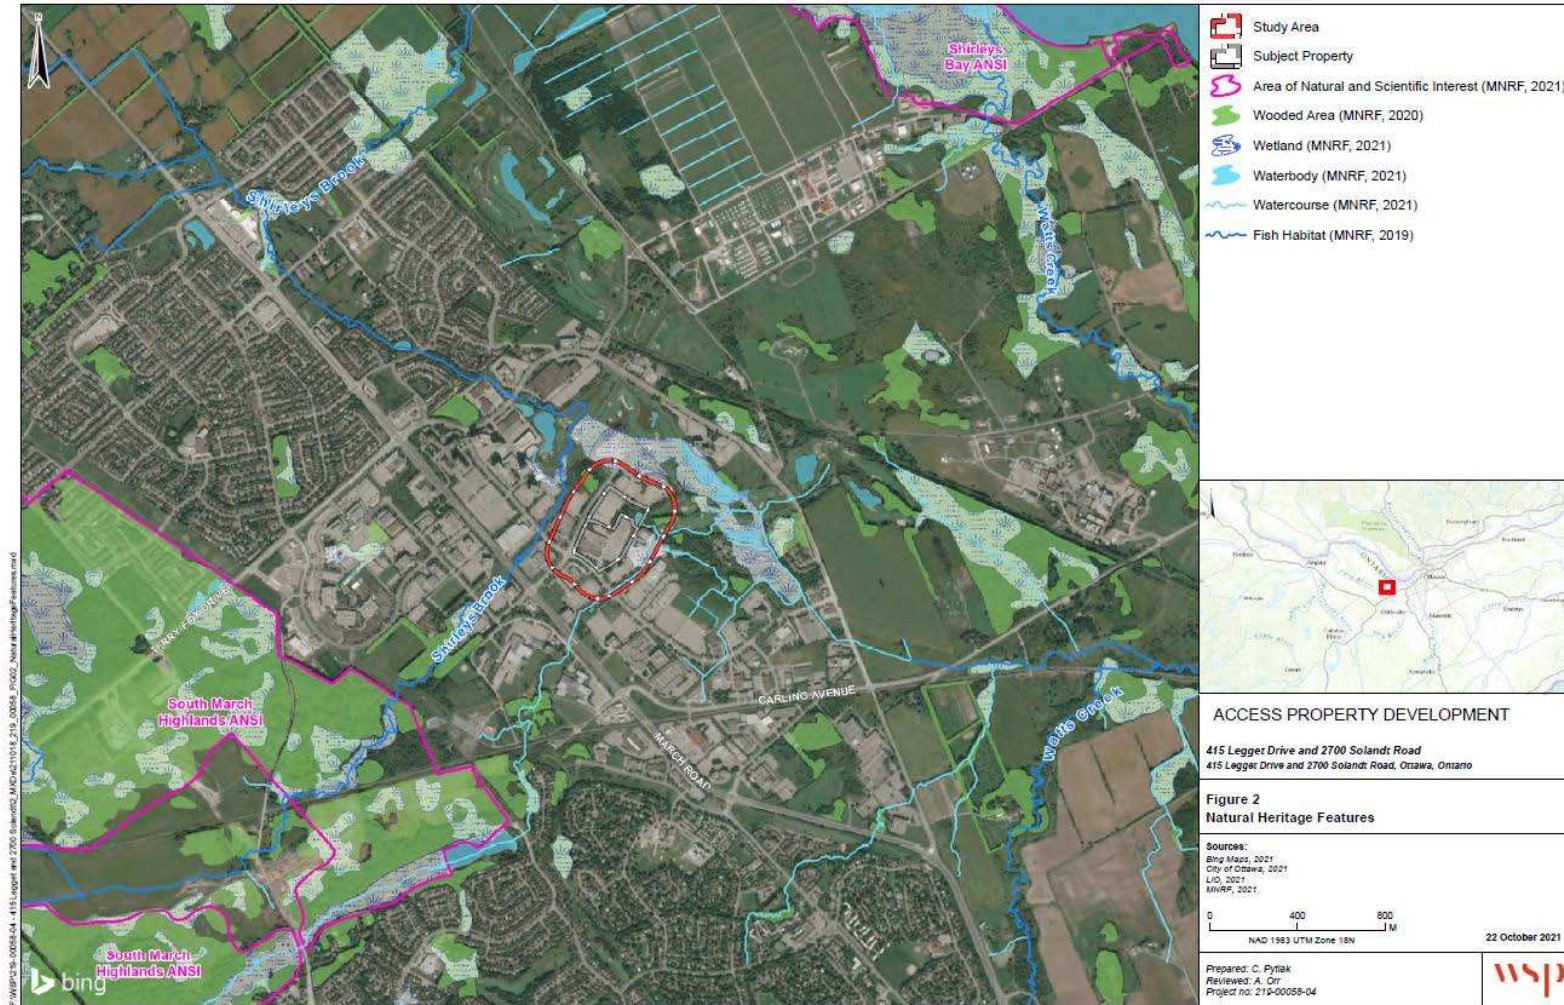 N
Shirleys
Bay ANSI
Shirleys Brook
Watts Creek
TERRY FOX DRIVE
Shirleys Brook
South March
Highlands ANSI
CARLING AVENUE
MARCH ROAD
Watts Creek
South March
Highlands ANSI
bing
Study Area
Subject Property
Area of Natural and Scientific Interest (MNRF, 2021)
Wooded Area (MNRF, 2020)
Wetland (MNRF, 2021)
Waterbody (MNRF, 2021)
Watercourse (MNRF, 2021)
Fish Habitat (MNRF, 2019)
Ottawa
ACCESS PROPERTY DEVELOPMENT
415 Legget Drive and 2700 Solandt Road
415 Legget Drive and 2700 Solandt Road, Ottawa, Ontario
Figure 2
Natural Heritage Features
Sources:
Bing Maps, 2021
City of Ottawa, 2021
LIO, 2021
MNRF, 2021
0 400 800
M
NAD 1983 UTM Zone 18N
22 October 2021
Prepared: C. Pytlak
Reviewed: A. Orr
Project no: 219-00058-04
wsp